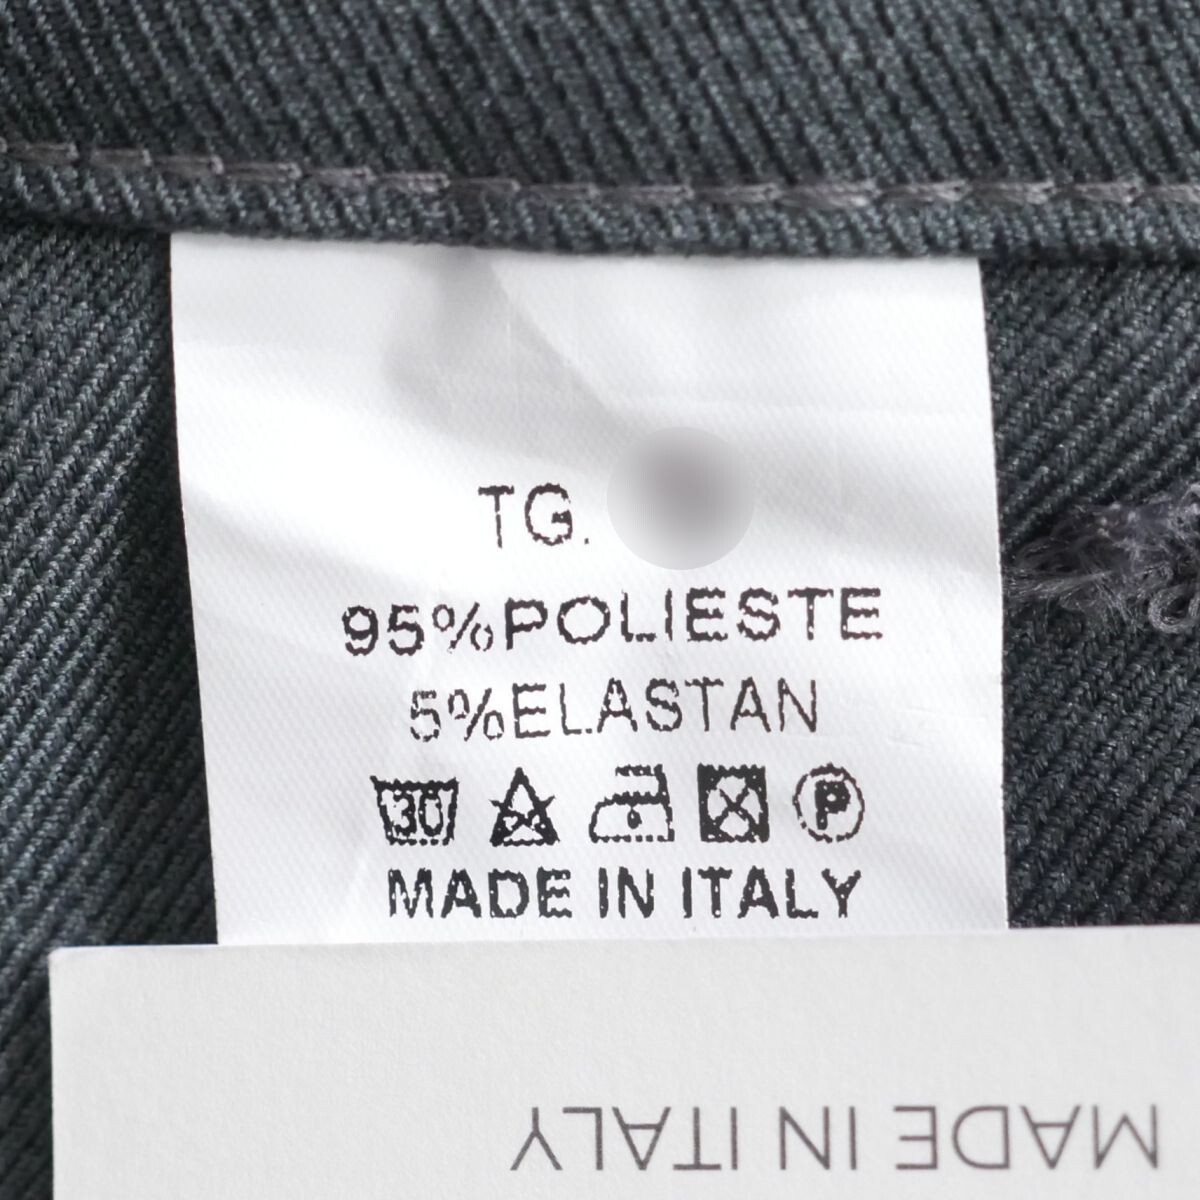 TG.
95%POLIESTE
5%ELASTAN
30 P
MADE IN ITALY
MADE IN ITALY